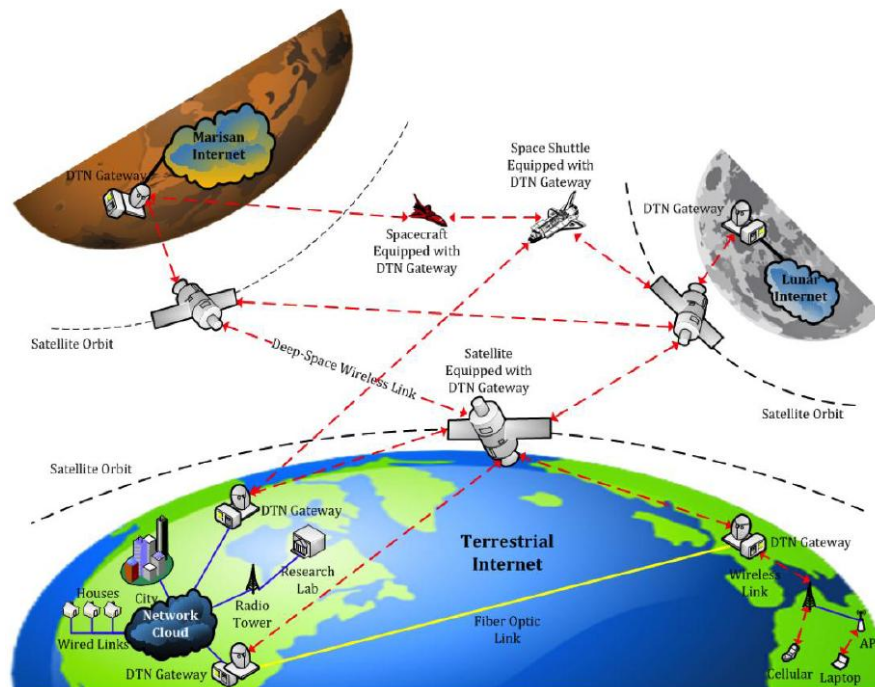 Marisan
Internet
DTN Gateway
Space Shuttle
Equipped with
DTN Gateway
DTN Gateway
Spacecraft
Equipped with
DTN Gateway
Lunar
Internet
Satellite Orbit
Deep-Space Wireless Link
Satellite
Equipped with
DTN Gateway
Satellite Orbit
Satellite Orbit
DTN Gateway
Terrestrial
Internet
DTN Gateway
Research
Lab
Houses
City
Radio
Tower
Wireless
Link
Network
Cloud
Wired Links
Fiber Optic
Link
AP
DTN Gateway
Cellular
Laptop